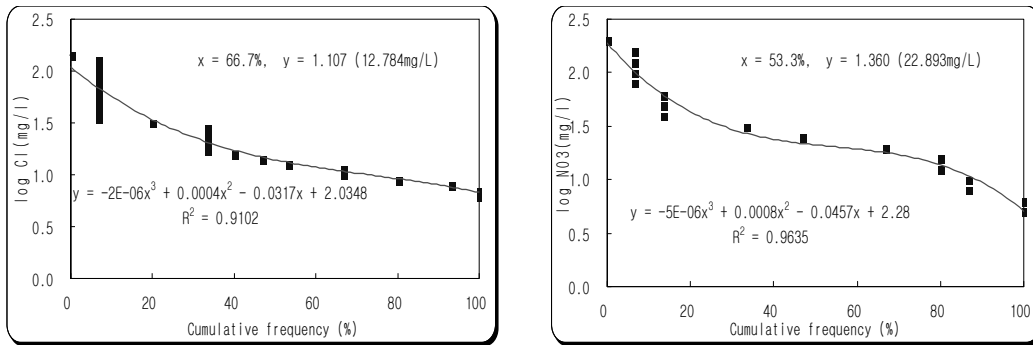 2.5
2.0
1.5
1.0
0.5
0.0
log Cl(mg/l)
x = 66.7%, y = 1.107 (12.784mg/L)
y = -2E-06x³ + 0.0004x² - 0.0317x + 2.0348
R² = 0.9102
0 20 40 60 80 100
Cumulative frequency (%)
2.5
2.0
1.5
1.0
0.5
0.0
log NO3(mg/l)
x = 53.3%, y = 1.360 (22.893mg/L)
y = -5E-06x³ + 0.0008x² - 0.0457x + 2.28
R² = 0.9635
0 20 40 60 80 100
Cumulative frequency (%)